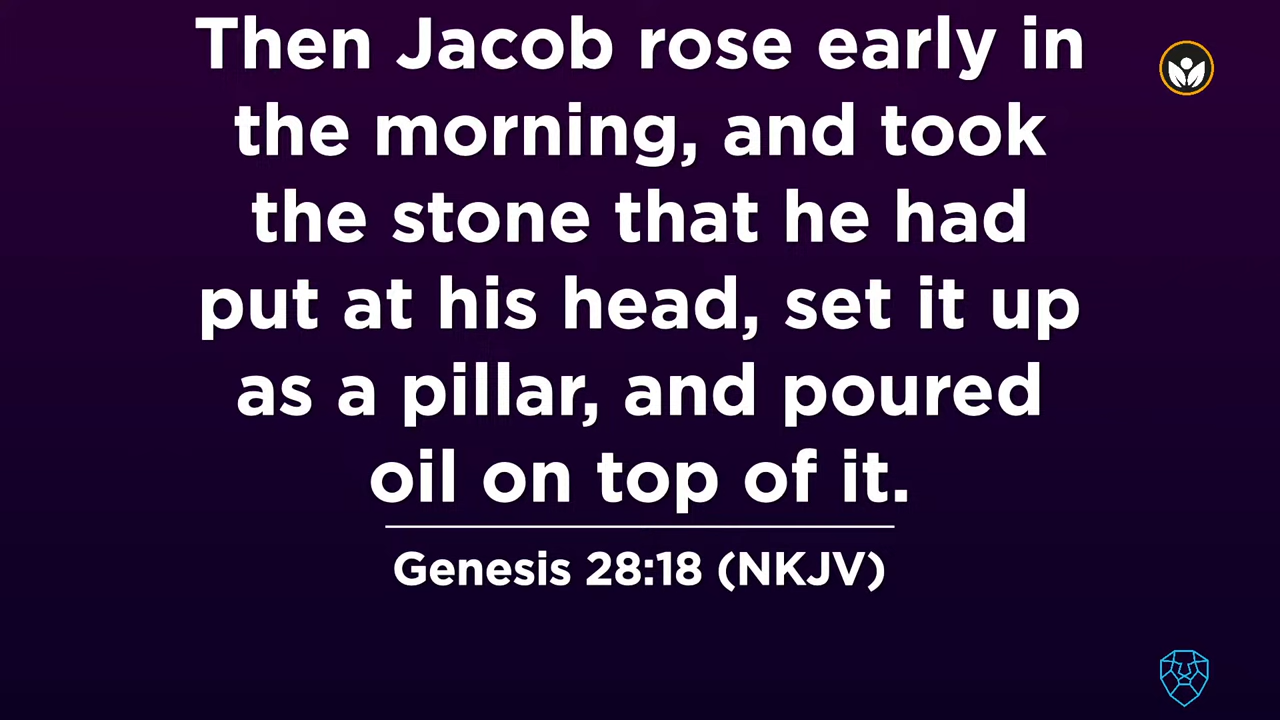 Then Jacob rose early in
the morning, and took
the stone that he had
put at his head, set it up
as a pillar, and poured
oil on top of it.
Genesis 28:18 (NKJV)